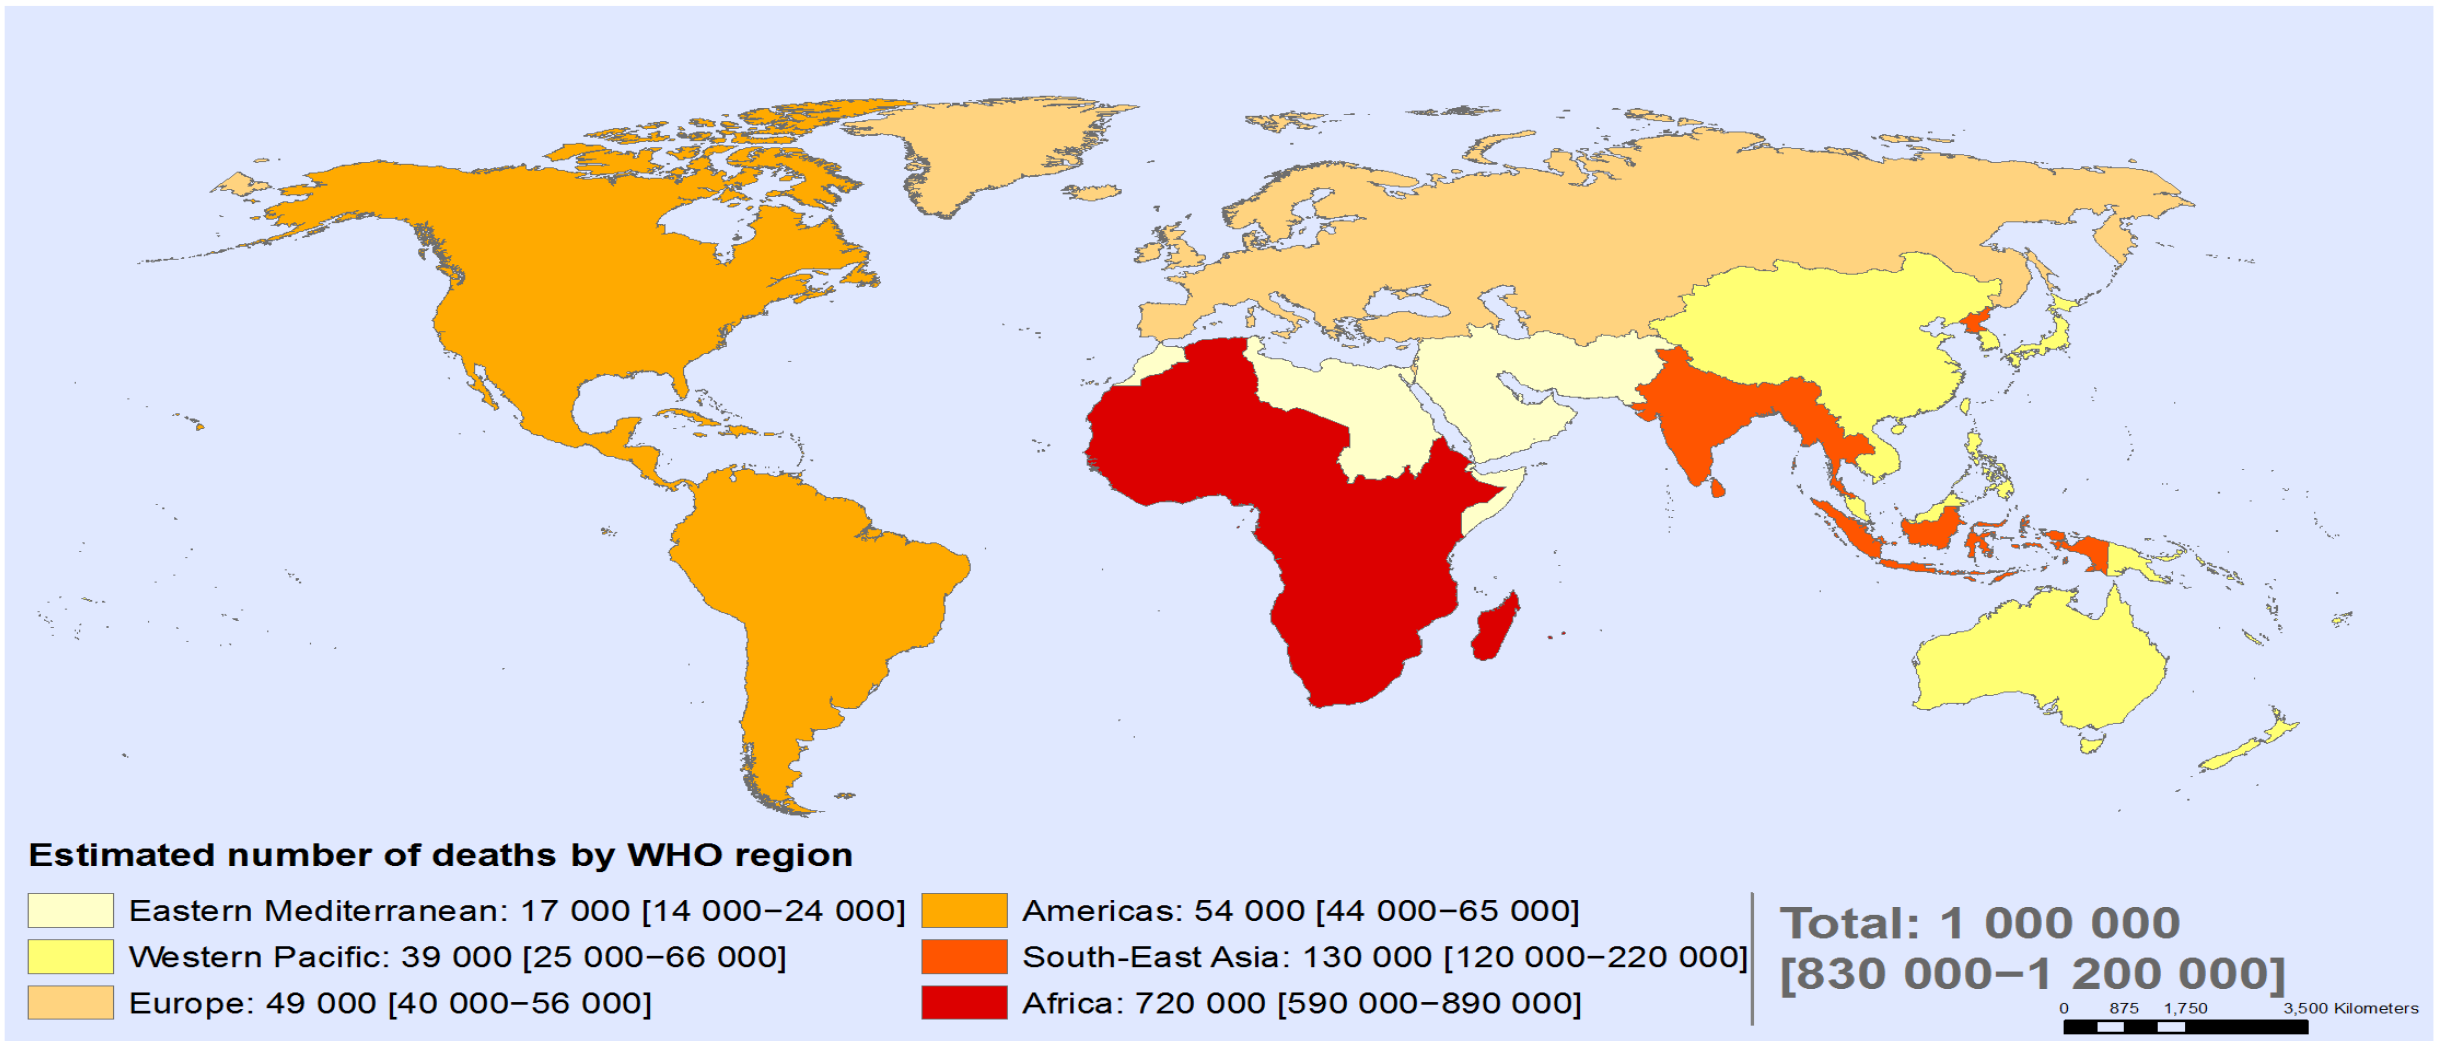 Estimated number of deaths by WHO region
Eastern Mediterranean: 17 000 [14 000–24 000]
Western Pacific: 39 000 [25 000–66 000]
Europe: 49 000 [40 000–56 000]
Americas: 54 000 [44 000–65 000]
South-East Asia: 130 000 [120 000–220 000]
Africa: 720 000 [590 000–890 000]
Total: 1 000 000
[830 000–1 200 000]
0 875 1,750 3,500 Kilometers